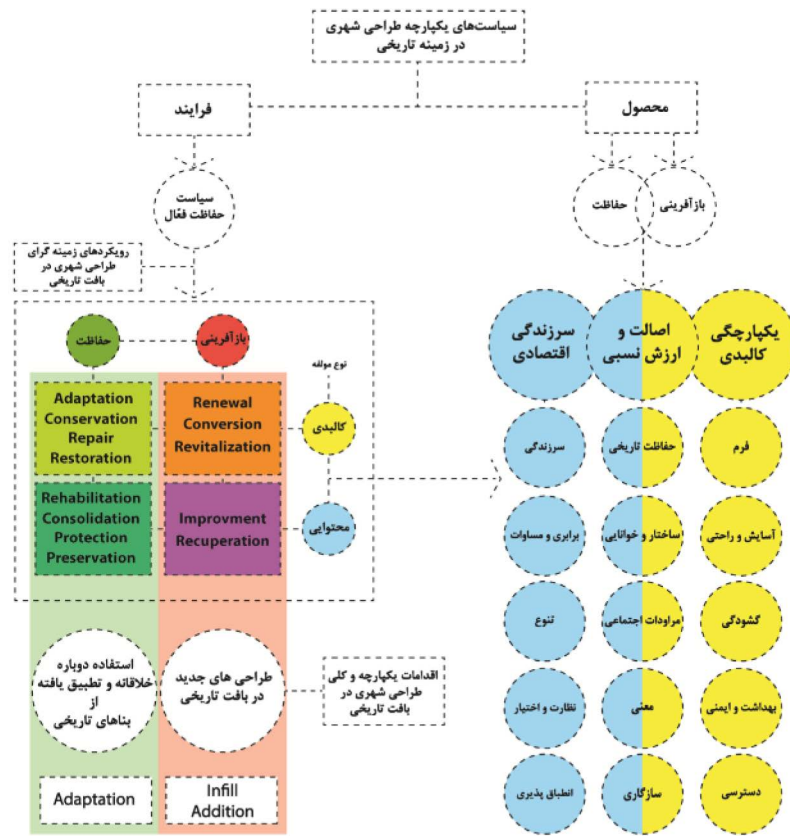 سیاست‌های یکپارچه طراحی شهری
در زمینه تاریخی
فرایند
محصول
سیاست
حفاظت فعّال
حفاظت
بازآفرینی
رویکردهای زمینه گرای
طراحی شهری در
بافت تاریخی
حفاظت
بازآفرینی
نوع مولفه
Adaptation
Conservation
Repair
Restoration
Renewal
Conversion
Revitalization
کالبدی
Rehabilitation
Consolidation
Protection
Preservation
Improvment
Recuperation
محتوایی
استفاده دوباره
خلاقانه و تطبیق یافته
از
بناهای تاریخی
طراحی های جدید
در بافت تاریخی
اقدامات یکپارچه و کلی
طراحی شهری در
بافت تاریخی
Adaptation
Infill
Addition
یکپارچگی
کالبدی
اصالت و
ارزش نسبی
سرزندگی
اقتصادی
فرم
حفاظت تاریخی
سرزندگی
آسایش و راحتی
ساختار و خوانایی
برابری و مساوات
گشودگی
مراودات اجتماعی
تنوع
بهداشت و ایمنی
معنی
نظارت و اختیار
دسترسی
سازگاری
انطباق پذیری